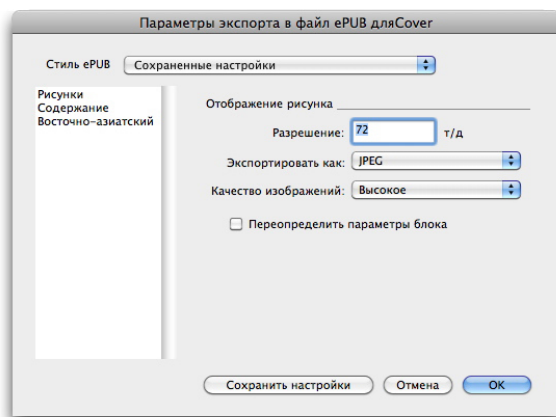 Параметры экспорта в файл ePUB дляCover
Стиль ePUB Сохраненные настройки
Рисунки
Содержание
Восточно-азиатский
Отображение рисунка
Разрешение: 72 т/д
Экспортировать как: JPEG
Качество изображений: Высокое
Переопределить параметры блока
Сохранить настройки Отмена OK